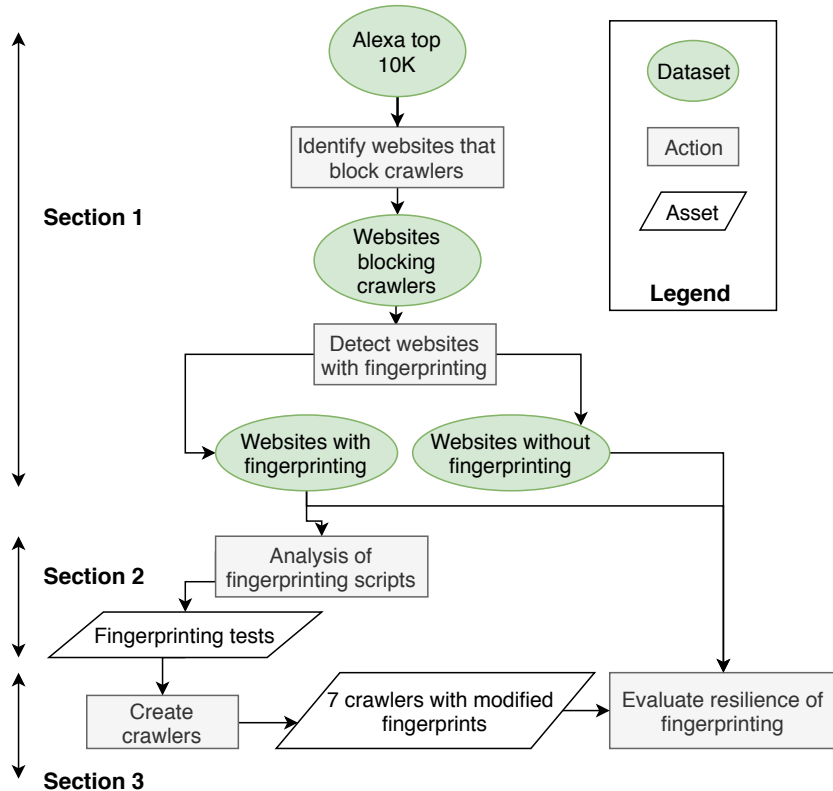 Alexa top
10K
Identify websites that
block crawlers
Section 1
Websites
blocking
crawlers
Detect websites
with fingerprinting
Websites with
fingerprinting
Websites without
fingerprinting
Dataset
Action
Asset
Legend
Analysis of
fingerprinting scripts
Section 2
Fingerprinting tests
Create
crawlers
7 crawlers with modified
fingerprints
Evaluate resilience of
fingerprinting
Section 3